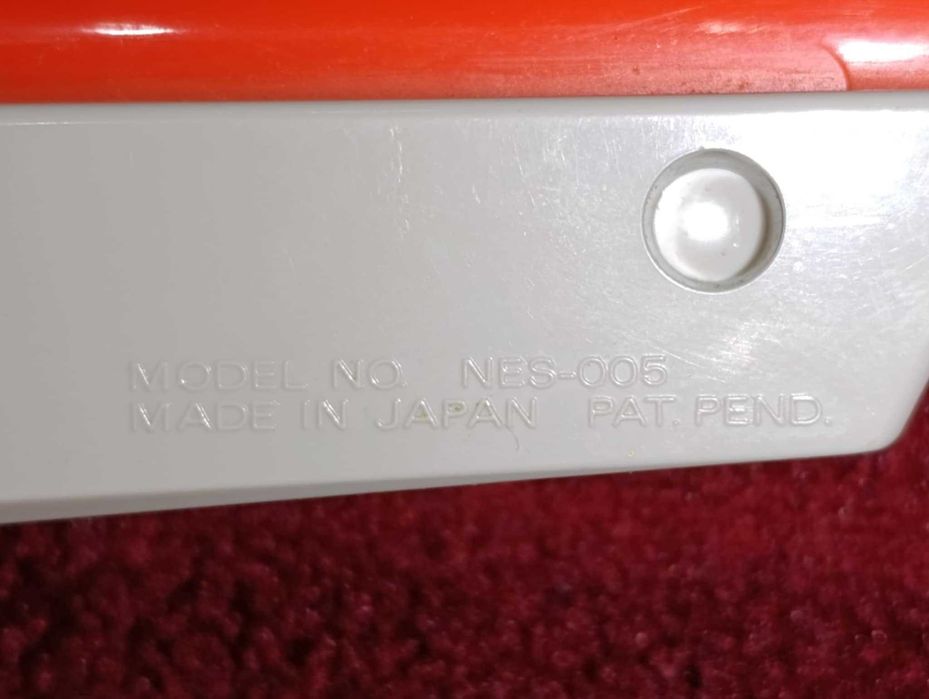 MODEL NO. NES-005
MADE IN JAPAN PAT. PEND.